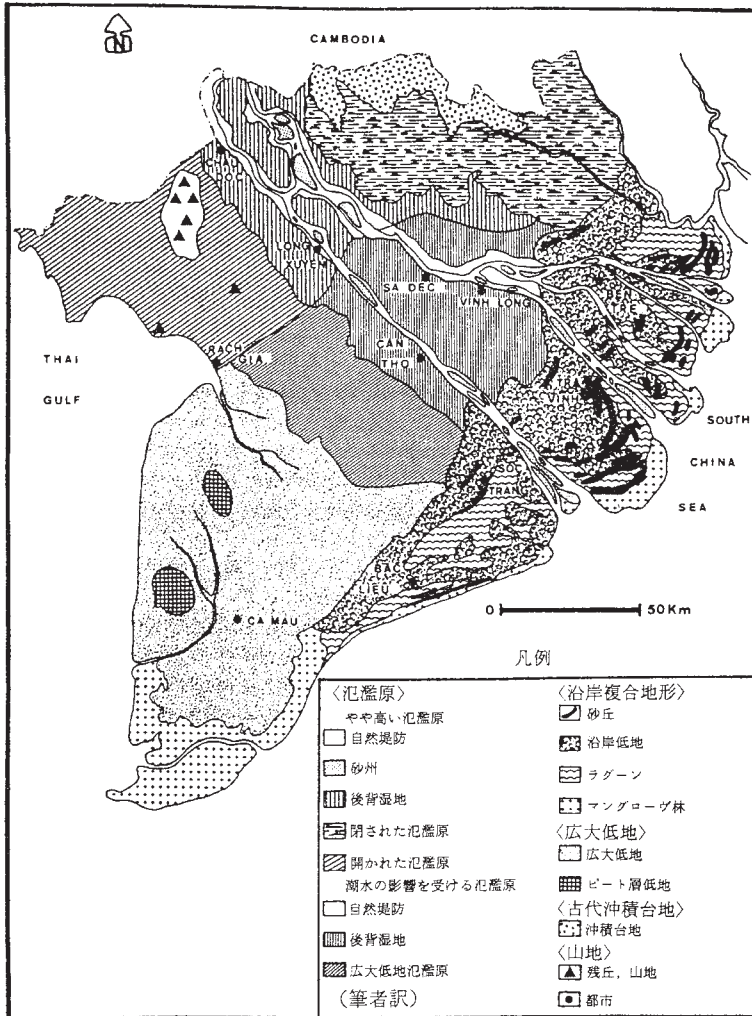 N
CAMBODIA
CHAU
DOC
LONG
XUYEN
SA DEC
VINH LONG
BEN
TRE
CAN
THO
RACH
GIA
TRA
VINH
THAI
GULF
SOUTH
CHINA
SEA
SOC
TRANG
BAC
LIEU
CA MAU
0 50Km
凡例
〈氾濫原〉
やや高い氾濫原
自然堤防
砂州
後背湿地
閉された氾濫原
開かれた氾濫原
潮水の影響を受ける氾濫原
自然堤防
後背湿地
広大低地氾濫原
(筆者訳)
〈沿岸複合地形〉
砂丘
沿岸低地
ラグーン
マングローヴ林
〈広大低地〉
広大低地
ピート層低地
〈古代沖積台地〉
沖積台地
〈山地〉
残丘，山地
都市